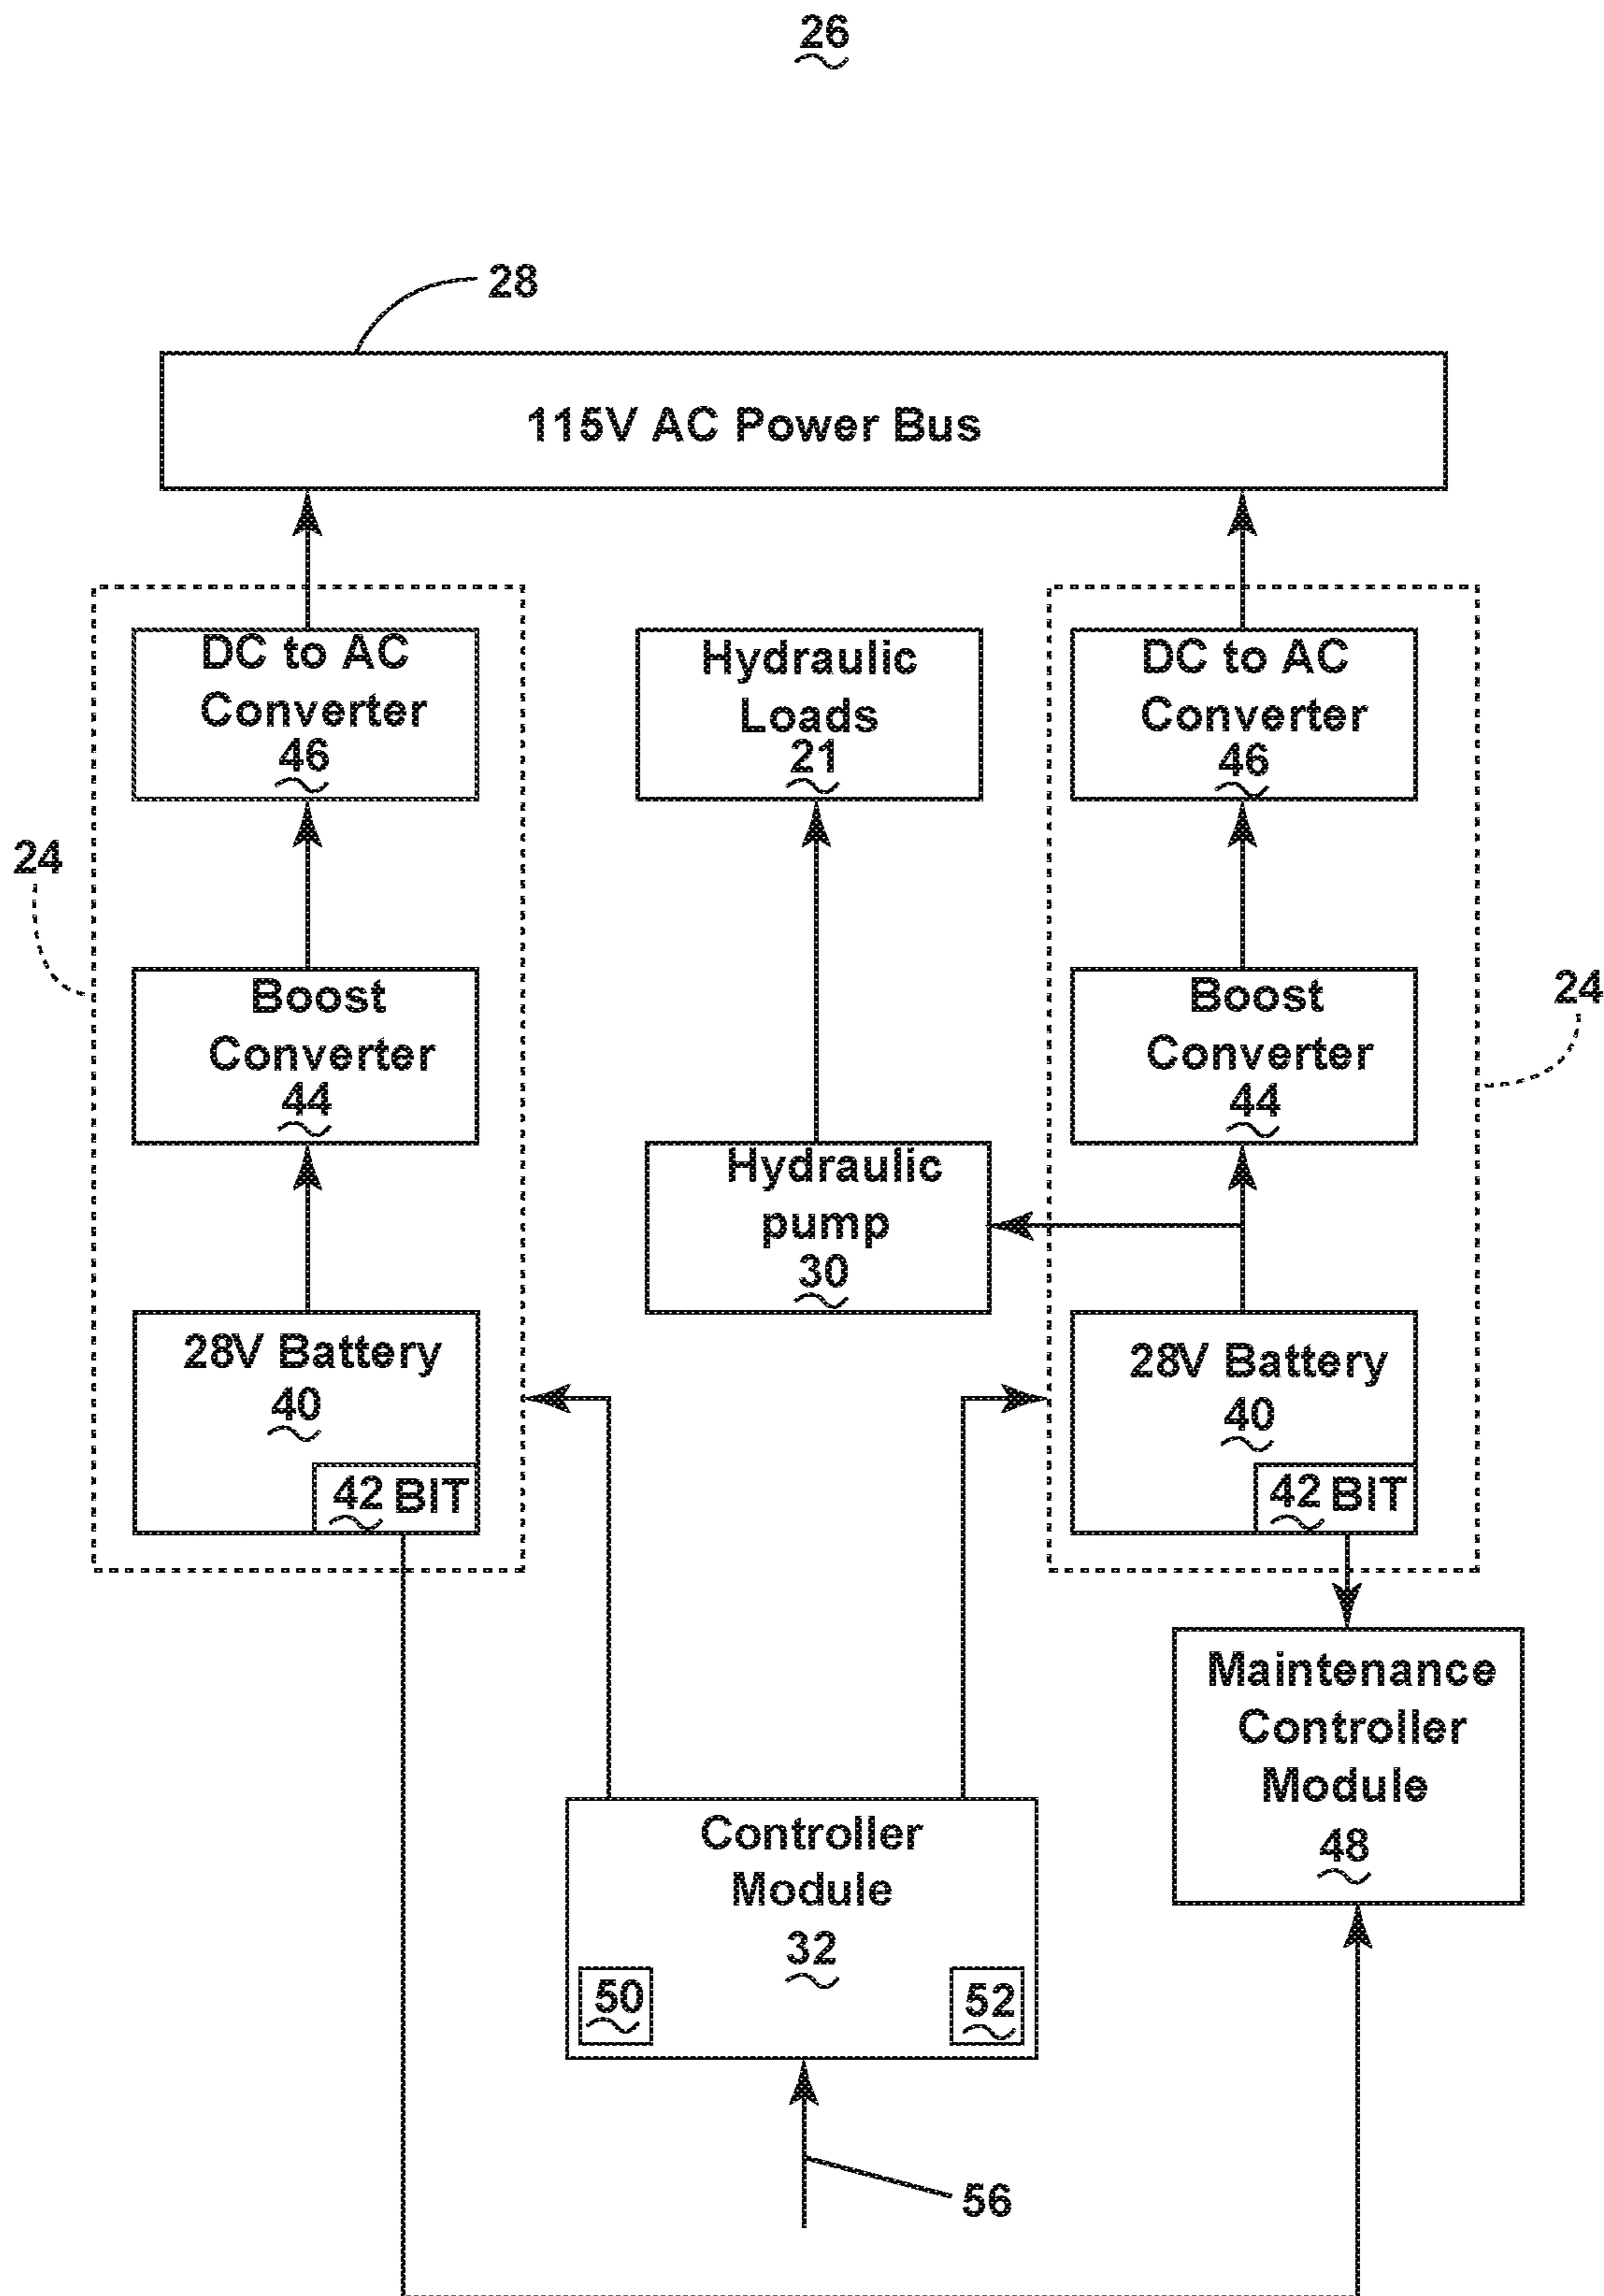 26
28
115V AC Power Bus
DC to AC
Converter
46
Hydraulic
Loads
21
DC to AC
Converter
46
24
Boost
Converter
44
Boost
Converter
44
24
Hydraulic
pump
30
28V Battery
40
42 BIT
28V Battery
40
42 BIT
Maintenance
Controller
Module
48
Controller
Module
32
50
52
56